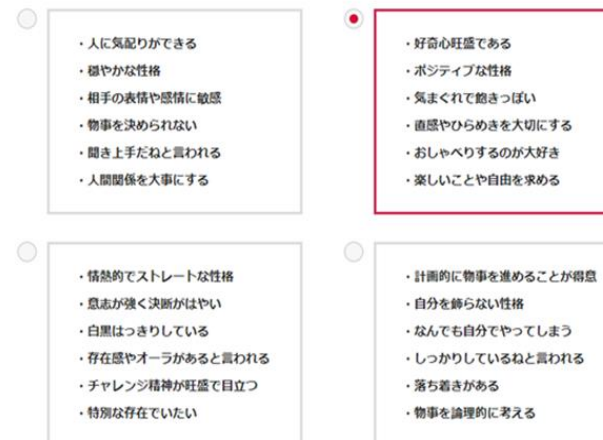 ・人に気配りができる
・穏やかな性格
・相手の表情や感情に敏感
・物事を決められない
・聞き上手だねと言われる
・人間関係を大事にする
・好奇心旺盛である
・ポジティブな性格
・気まぐれで飽きっぽい
・直感やひらめきを大切にする
・おしゃべりするのが大好き
・楽しいことや自由を求める
・情熱的でストレートな性格
・意志が強く決断がはやい
・白黒はっきりしている
・存在感やオーラがあると言われる
・チャレンジ精神が旺盛で目立つ
・特別な存在でいたい
・計画的に物事を進めることが得意
・自分を飾らない性格
・なんでも自分でやってしまう
・しっかりしているねと言われる
・落ち着きがある
・物事を論理的に考える